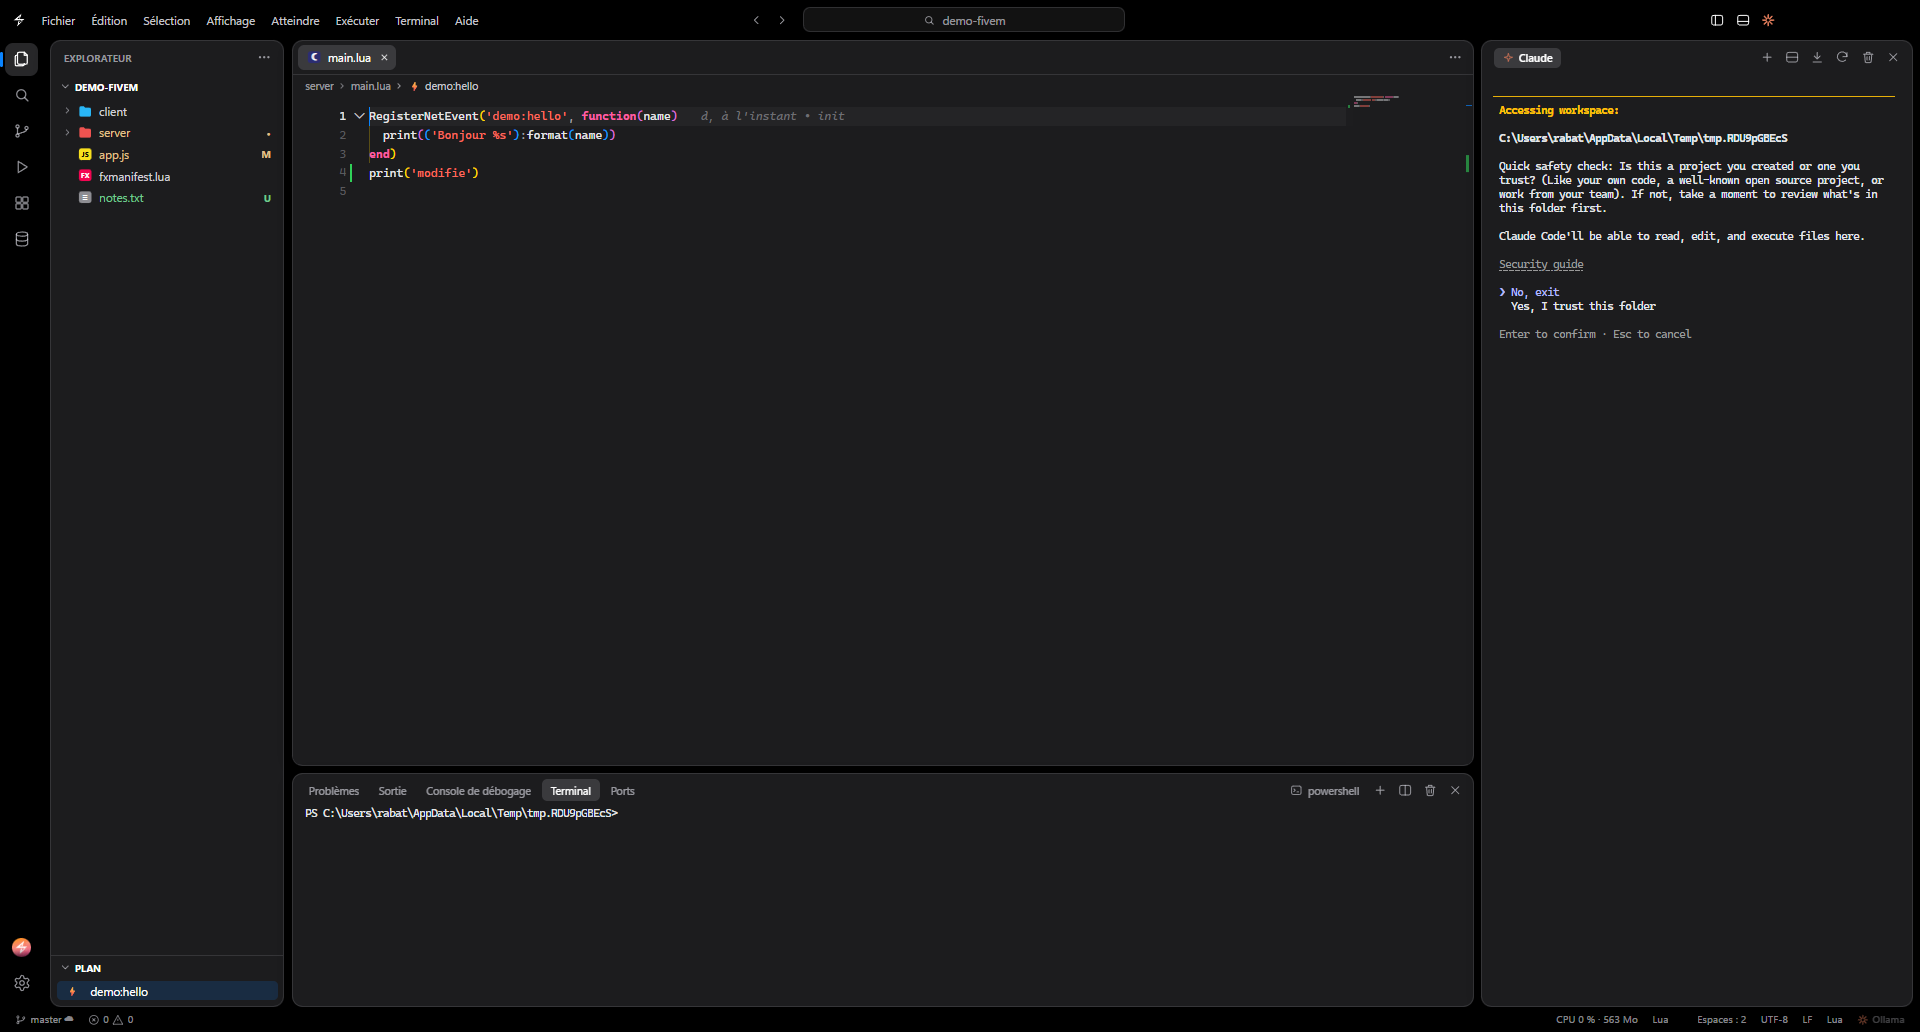 Fichier Édition Sélection Affichage Atteindre Exécuter Terminal Aide
demo-fivem
EXPLORATEUR
DEMO-FIVEM
client
server
JS app.js M
FX fxmanifest.lua
notes.txt U
PLAN
demo:hello
main.lua
server > main.lua > demo:hello
1 RegisterNetEvent('demo:hello', function(name) d, à l'instant • init
2 print(('Bonjour %s'):format(name))
3 end)
4 print('modifie')
5
Problèmes Sortie Console de débogage Terminal Ports
powershell
PS C:\Users\rabat\AppData\Local\Temp\tmp.RDU9pGBEcS>
Claude
Accessing workspace:
C:\Users\rabat\AppData\Local\Temp\tmp.RDU9pGBEcS
Quick safety check: Is this a project you created or one you
trust? (Like your own code, a well-known open source project, or
work from your team). If not, take a moment to review what's in
this folder first.
Claude Code'll be able to read, edit, and execute files here.
Security guide
❯ No, exit
Yes, I trust this folder
Enter to confirm · Esc to cancel
master 0 0
CPU 0 % · 563 Mo Lua Espaces : 2 UTF-8 LF Lua Ollama